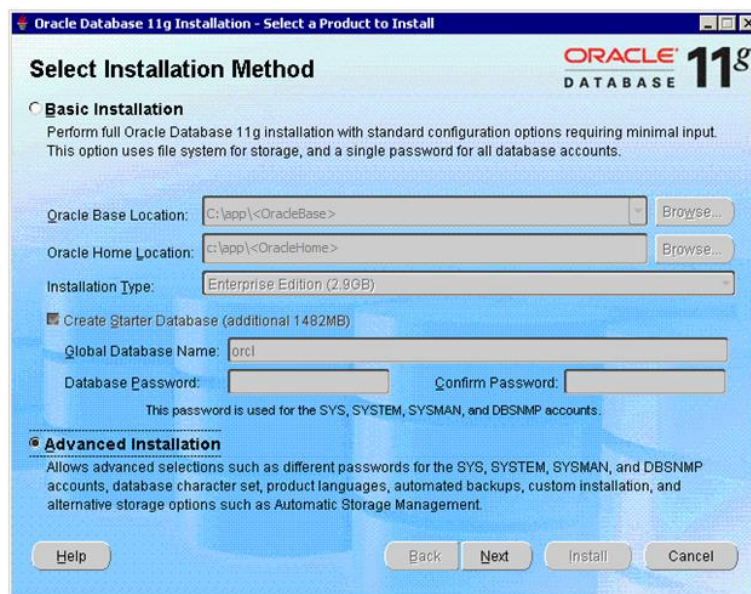 Oracle Database 11g Installation - Select a Product to Install
Select Installation Method
ORACLE
DATABASE 11g
Basic Installation
Perform full Oracle Database 11g installation with standard configuration options requiring minimal input.
This option uses file system for storage, and a single password for all database accounts.
Oracle Base Location: C:\app\<OracleBase> Browse...
Oracle Home Location: c:\app\<OracleHome> Browse...
Installation Type: Enterprise Edition (2.9GB)
Create Starter Database (additional 1482MB)
Global Database Name: orcl
Database Password: Confirm Password:
This password is used for the SYS, SYSTEM, SYSMAN, and DBSNMP accounts.
Advanced Installation
Allows advanced selections such as different passwords for the SYS, SYSTEM, SYSMAN, and DBSNMP
accounts, database character set, product languages, automated backups, custom installation, and
alternative storage options such as Automatic Storage Management.
Help Back Next Install Cancel